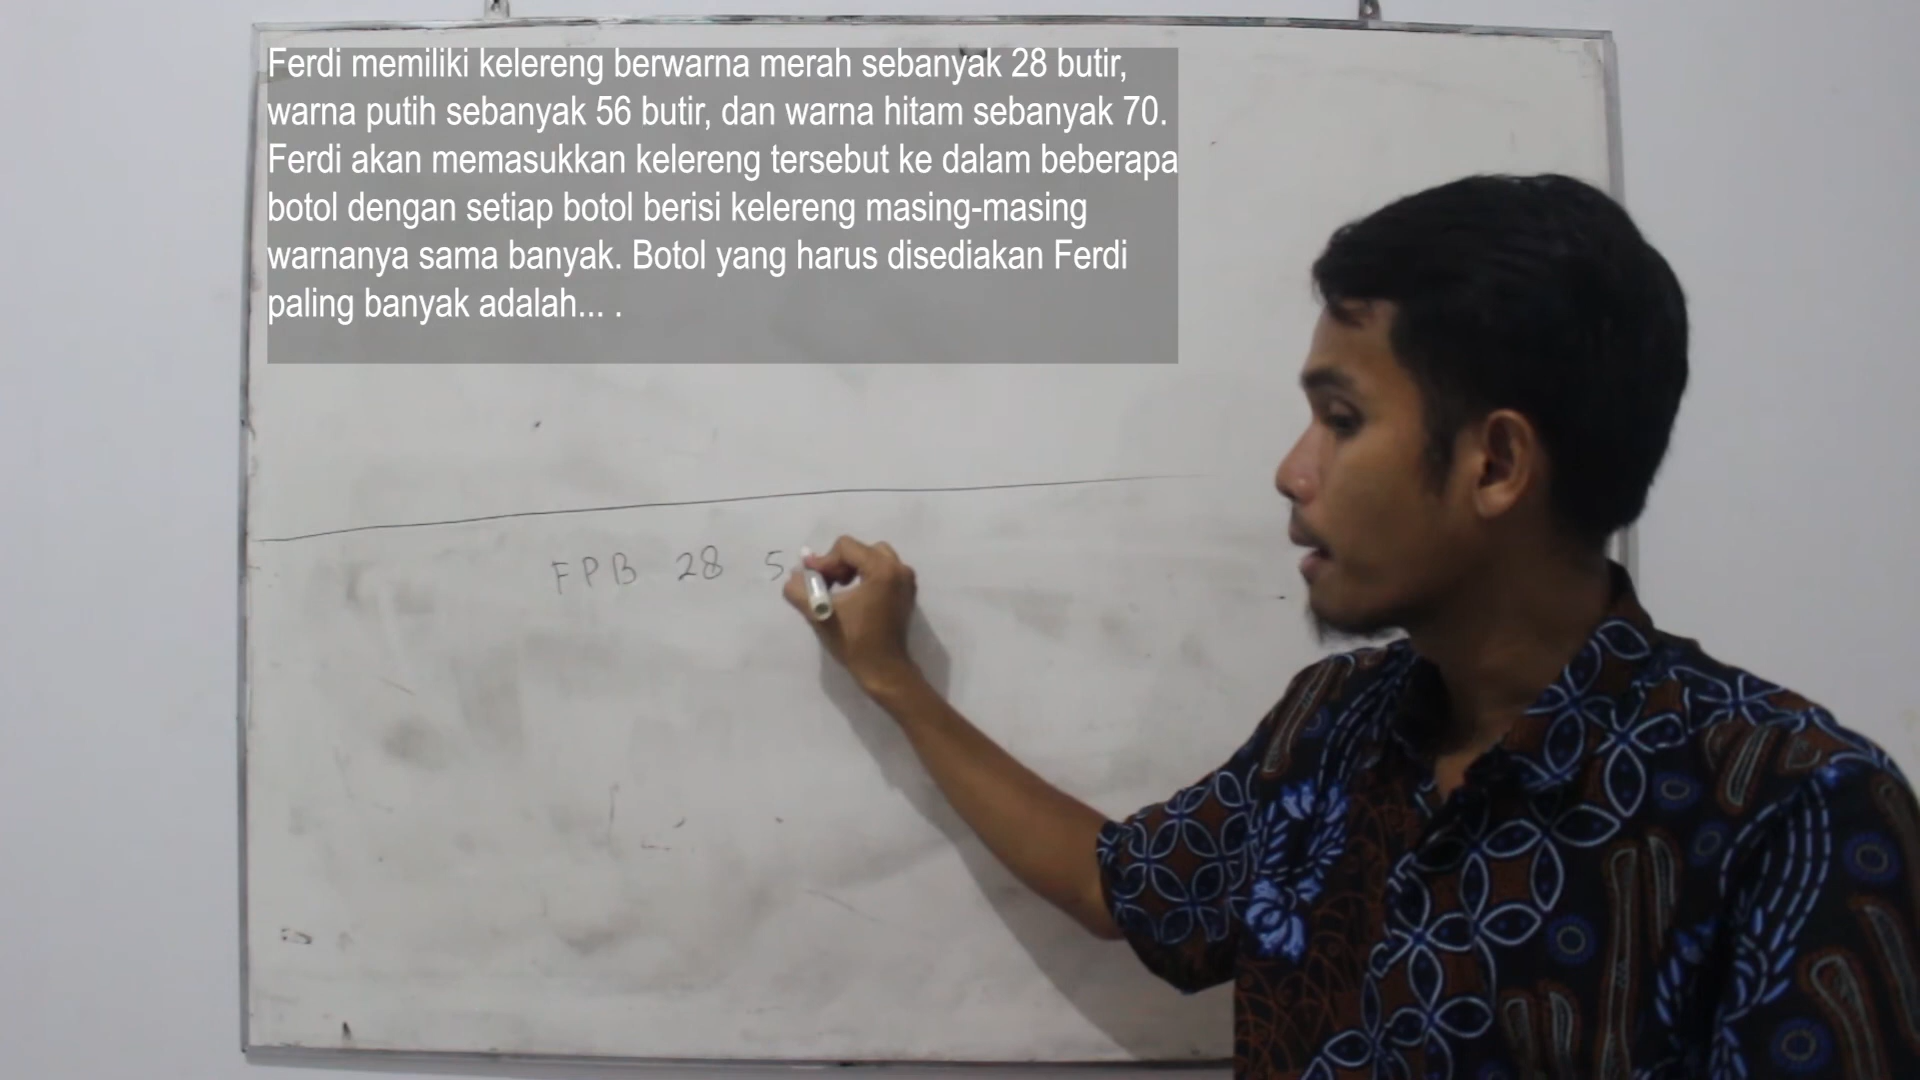 Ferdi memiliki kelereng berwarna merah sebanyak 28 butir,
warna putih sebanyak 56 butir, dan warna hitam sebanyak 70.
Ferdi akan memasukkan kelereng tersebut ke dalam beberapa
botol dengan setiap botol berisi kelereng masing-masing
warnanya sama banyak. Botol yang harus disediakan Ferdi
paling banyak adalah... .
FPB 28 5